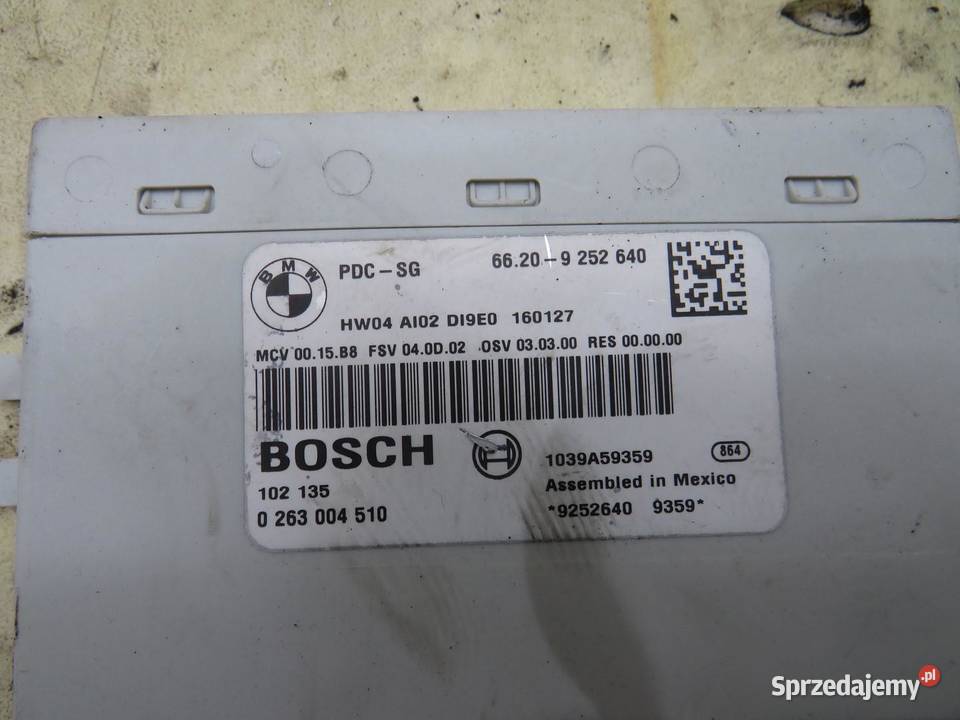 BMW PDC-SG 66.20-9 252 640
HW04 AI02 DI9E0 160127
MCV 00.15.B8 FSV 04.0D.02 OSV 03.03.00 RES 00.00.00
BOSCH
1039A59359 864
102 135 Assembled in Mexico
0 263 004 510 *9252640 9359*
Sprzedajemy.pl